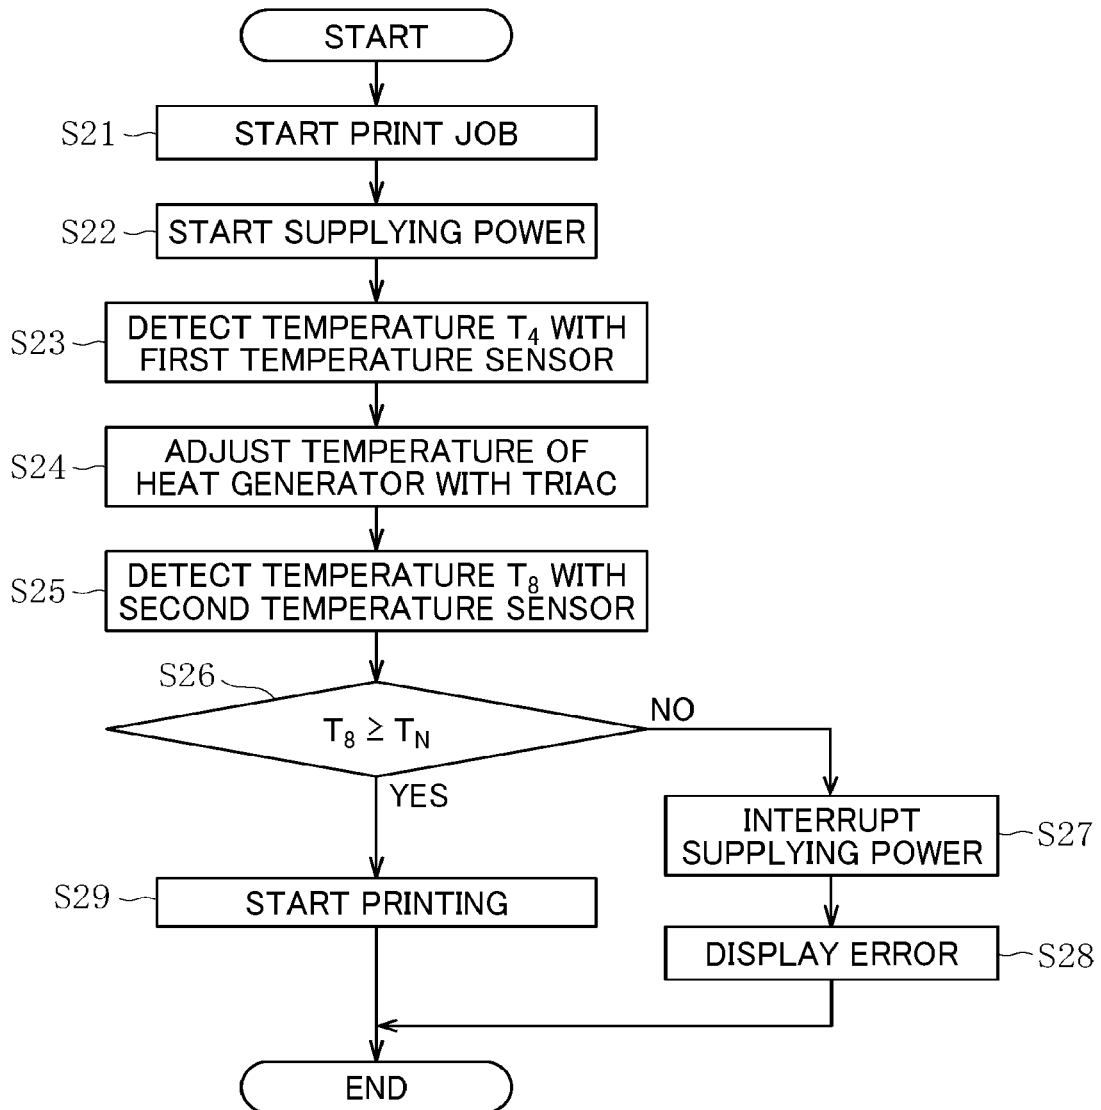 START
S21
START PRINT JOB
S22
START SUPPLYING POWER
S23
DETECT TEMPERATURE T₄ WITH
FIRST TEMPERATURE SENSOR
S24
ADJUST TEMPERATURE OF
HEAT GENERATOR WITH TRIAC
S25
DETECT TEMPERATURE T₈ WITH
SECOND TEMPERATURE SENSOR
S26
T₈ ≥ T_N
NO
YES
INTERRUPT
SUPPLYING POWER
S27
S29
START PRINTING
DISPLAY ERROR
S28
END